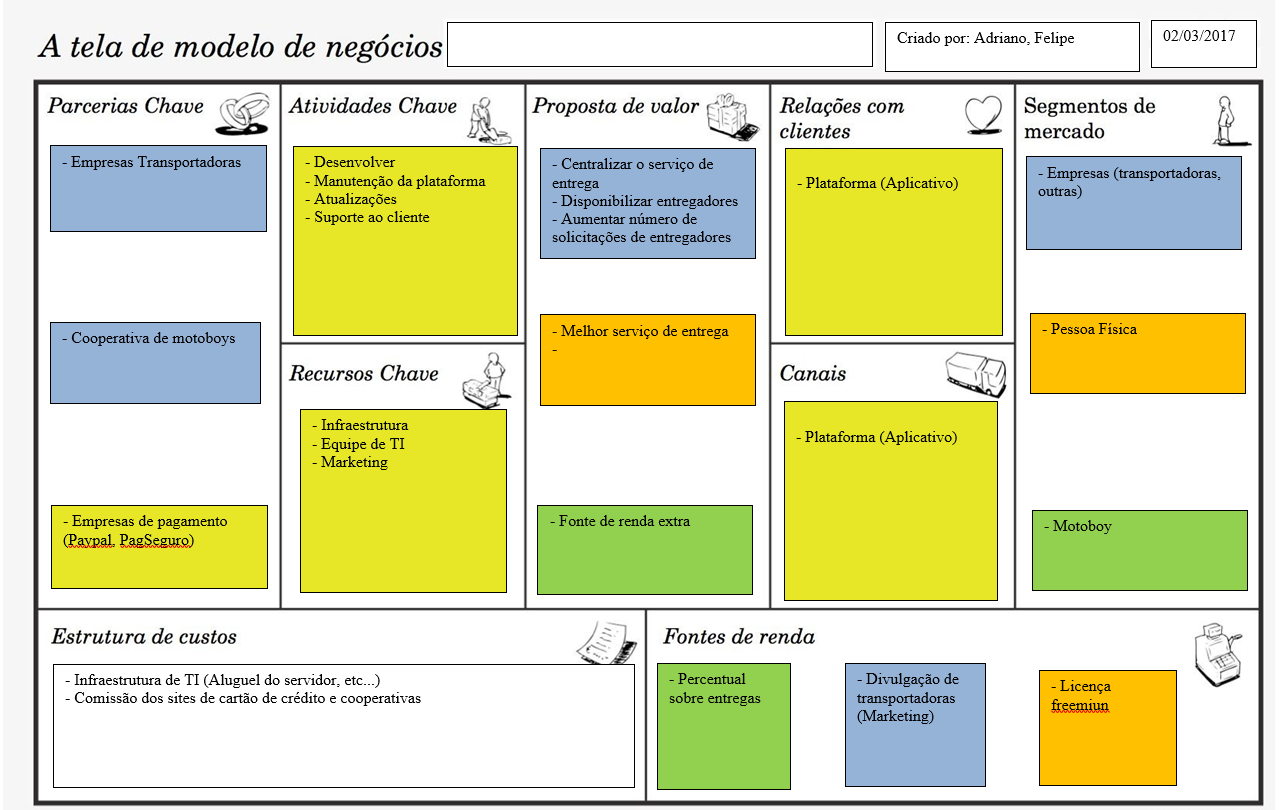 A tela de modelo de negócios
Criado por: Adriano, Felipe
02/03/2017
Parcerias Chave
- Empresas Transportadoras
- Cooperativa de motoboys
- Empresas de pagamento
(Paypal, PagSeguro)
Atividades Chave
- Desenvolver
- Manutenção da plataforma
- Atualizações
- Suporte ao cliente
Recursos Chave
- Infraestrutura
- Equipe de TI
- Marketing
Proposta de valor
- Centralizar o serviço de
entrega
- Disponibilizar entregadores
- Aumentar número de
solicitações de entregadores
- Melhor serviço de entrega
-
- Fonte de renda extra
Relações com
clientes
- Plataforma (Aplicativo)
Canais
- Plataforma (Aplicativo)
Segmentos de
mercado
- Empresas (transportadoras,
outras)
- Pessoa Física
- Motoboy
Estrutura de custos
- Infraestrutura de TI (Aluguel do servidor, etc...)
- Comissão dos sites de cartão de crédito e cooperativas
Fontes de renda
- Percentual
sobre entregas
- Divulgação de
transportadoras
(Marketing)
- Licença
freemiun